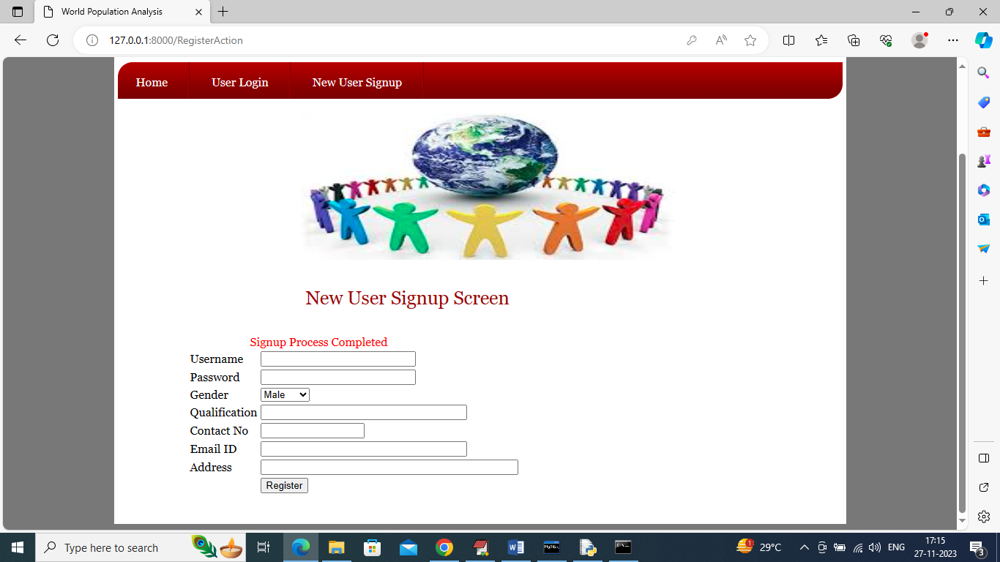 World Population Analysis
127.0.0.1:8000/RegisterAction
Home User Login New User Signup
New User Signup Screen
Signup Process Completed
Username
Password
Gender Male
Qualification
Contact No
Email ID
Address
Register
Type here to search
29°C
ENG
17:15
27-11-2023
1
3